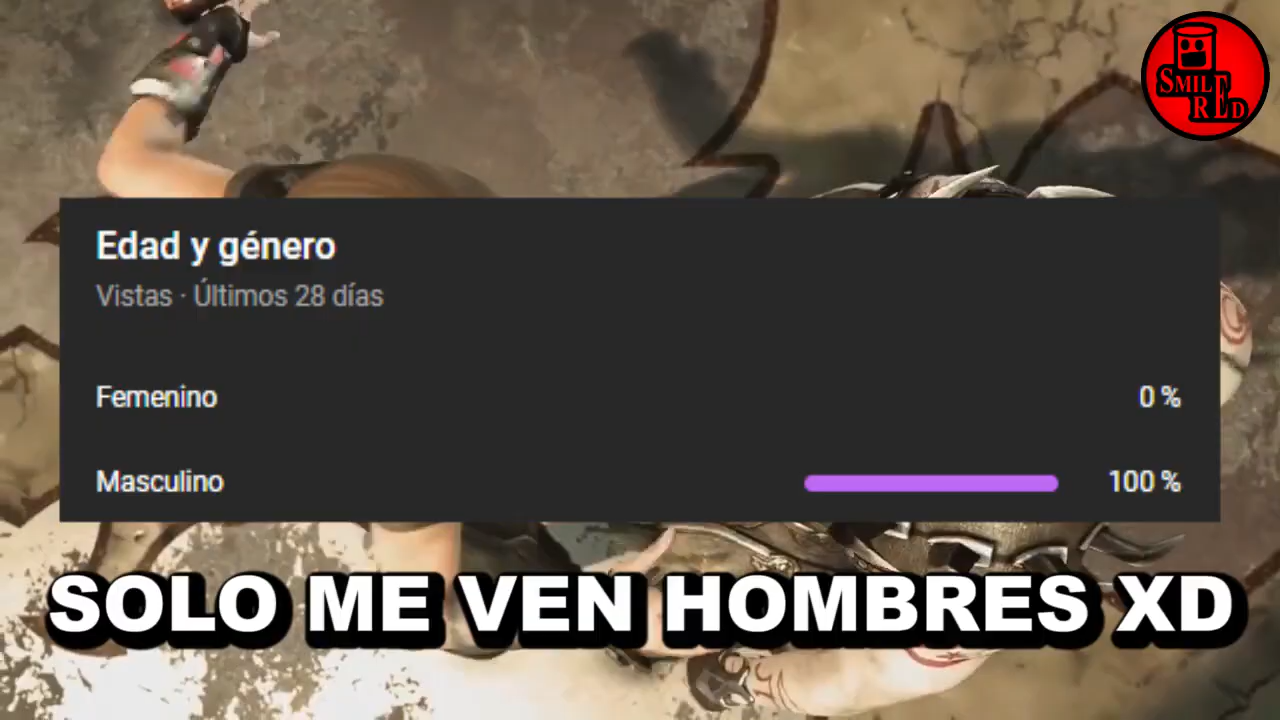 SMILE
RED
Edad y género
Vistas · Últimos 28 días
Femenino 0 %
Masculino 100 %
SOLO ME VEN HOMBRES XD